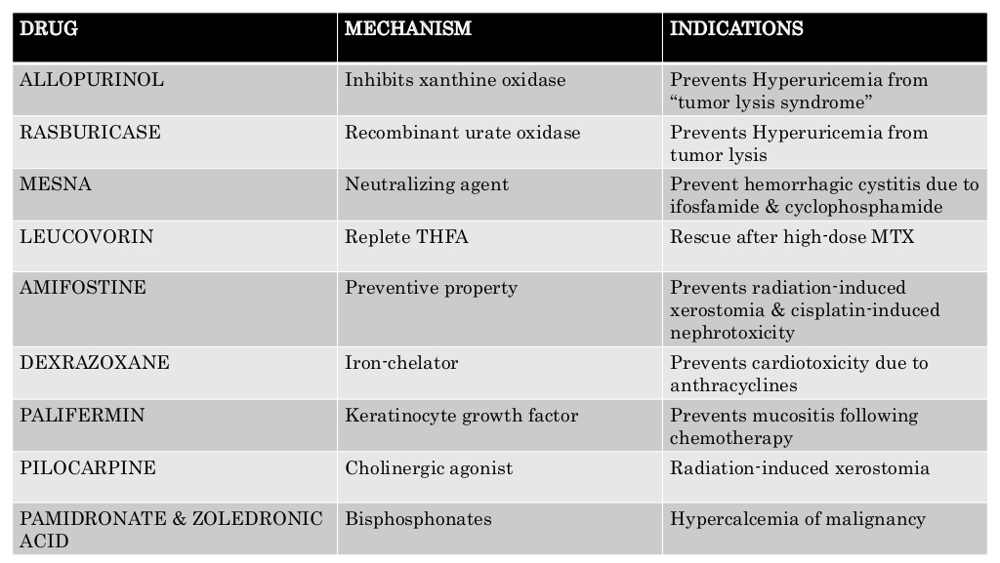 DRUG
MECHANISM
INDICATIONS
ALLOPURINOL
Inhibits xanthine oxidase
Prevents Hyperuricemia from
“tumor lysis syndrome”
RASBURICASE
Recombinant urate oxidase
Prevents Hyperuricemia from
tumor lysis
MESNA
Neutralizing agent
Prevent hemorrhagic cystitis due to
ifosfamide & cyclophosphamide
LEUCOVORIN
Replete THFA
Rescue after high-dose MTX
AMIFOSTINE
Preventive property
Prevents radiation-induced
xerostomia & cisplatin-induced
nephrotoxicity
DEXRAZOXANE
Iron-chelator
Prevents cardiotoxicity due to
anthracyclines
PALIFERMIN
Keratinocyte growth factor
Prevents mucositis following
chemotherapy
PILOCARPINE
Cholinergic agonist
Radiation-induced xerostomia
PAMIDRONATE & ZOLEDRONIC
ACID
Bisphosphonates
Hypercalcemia of malignancy